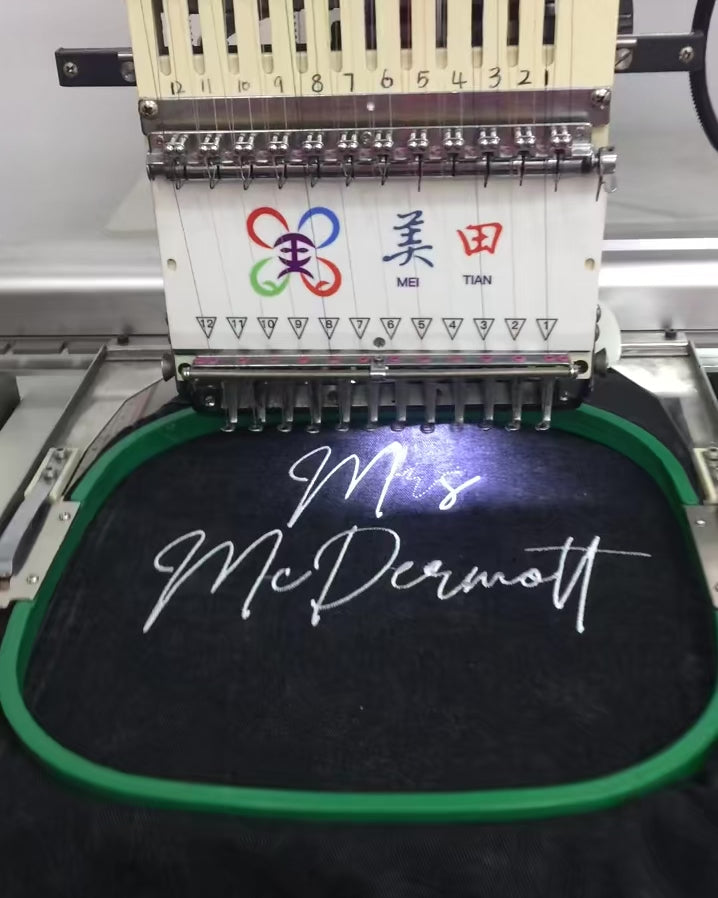 12 11 10 9 8 7 6 5 4 3 2 1
美 田
MEI TIAN
12 11 10 9 8 7 6 5 4 3 2 1
Mrs
McDermott